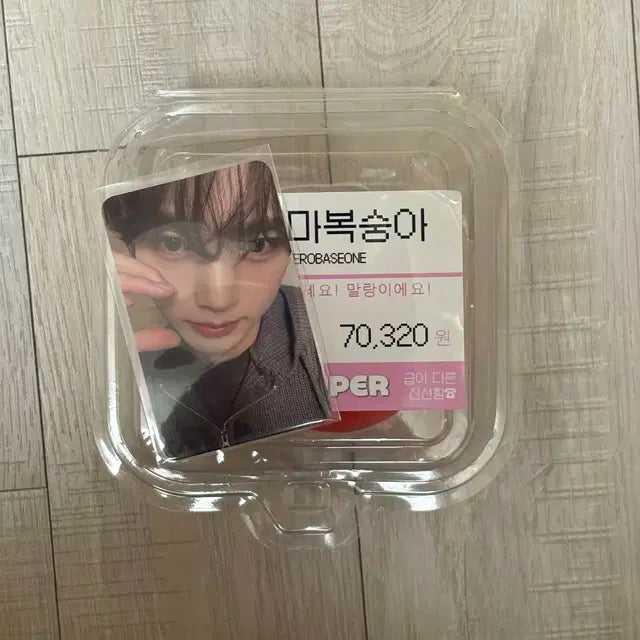 마복숭아
EROBASEONE
세요! 말랑이에요!
70,320 원
PER
급이 다른
신선함☎